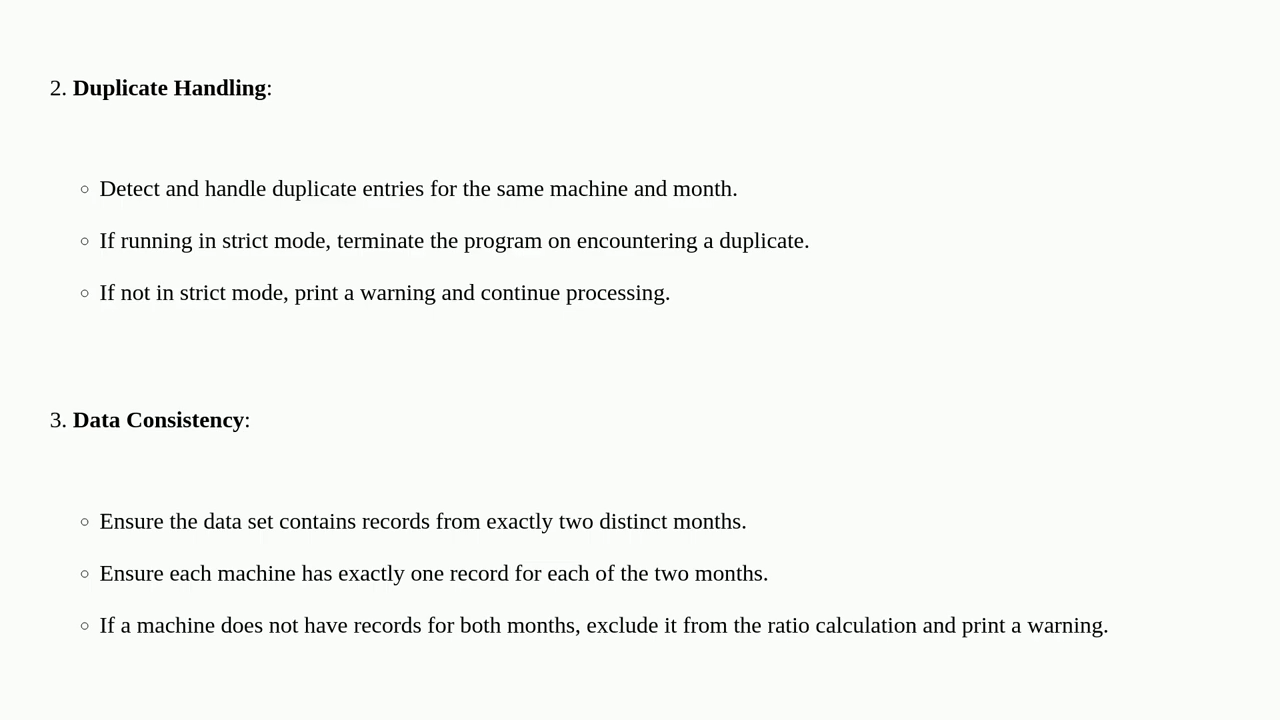 2. Duplicate Handling:
○ Detect and handle duplicate entries for the same machine and month.
○ If running in strict mode, terminate the program on encountering a duplicate.
○ If not in strict mode, print a warning and continue processing.
3. Data Consistency:
○ Ensure the data set contains records from exactly two distinct months.
○ Ensure each machine has exactly one record for each of the two months.
○ If a machine does not have records for both months, exclude it from the ratio calculation and print a warning.